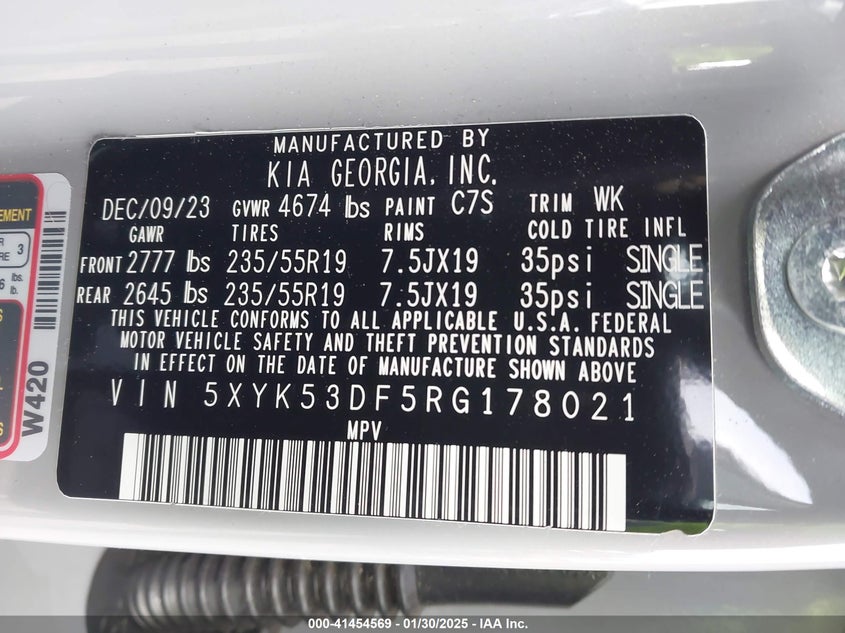 MANUFACTURED BY
KIA GEORGIA, INC.
DEC/09/23 GVWR 4674 lbs PAINT C7S TRIM WK
GAWR TIRES RIMS COLD TIRE INFL
FRONT 2777 lbs 235/55R19 7.5JX19 35psi SINGLE
REAR 2645 lbs 235/55R19 7.5JX19 35psi SINGLE
THIS VEHICLE CONFORMS TO ALL APPLICABLE U.S.A. FEDERAL
MOTOR VEHICLE SAFETY AND THEFT PREVENTION STANDARDS
IN EFFECT ON THE DATE OF MANUFACTURE SHOWN ABOVE
VIN 5XYK53DF5RG178021
MPV
W420
3
lbs.
lb.
000-41454569 - 01/30/2025 - IAA Inc.